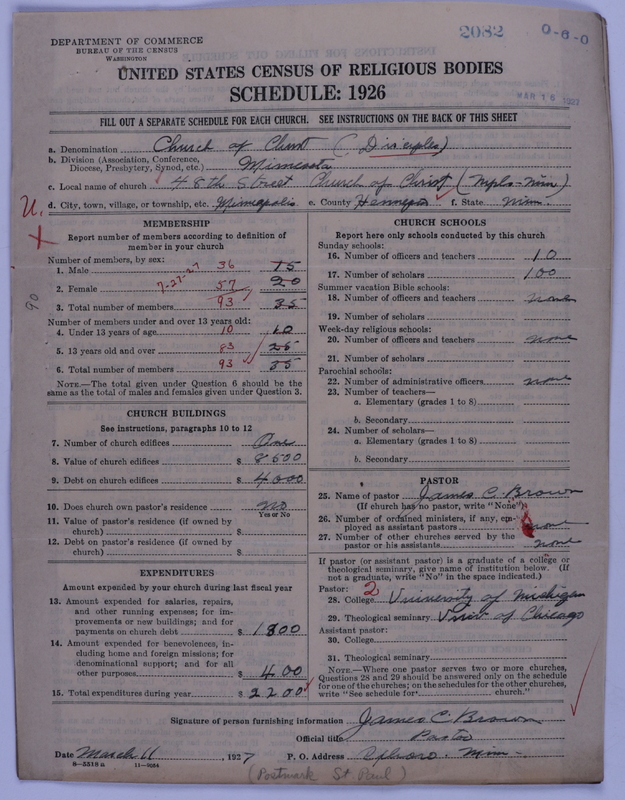 2082
0-6-0
DEPARTMENT OF COMMERCE
BUREAU OF THE CENSUS
WASHINGTON
UNITED STATES CENSUS OF RELIGIOUS BODIES
SCHEDULE: 1926
MAR 16
FILL OUT A SEPARATE SCHEDULE FOR EACH CHURCH. SEE INSTRUCTIONS ON THE BACK OF THIS SHEET
a. Denomination Church of Christ (Disciples)
b. Division (Association, Conference, Diocese, Presbytery, Synod, etc.) Minnesota
c. Local name of church 48th Street Church of Christ (Mpls-Minn)
d. City, town, village, or township, etc. Minneapolis e. County Hennepin f. State Minn.
U.
X
90
MEMBERSHIP
Report number of members according to definition of member in your church
Number of members, by sex:
1. Male 36 15
7-27-27
2. Female 57 20
3. Total number of members 93 35
Number of members under and over 13 years old:
4. Under 13 years of age 10 10
5. 13 years old and over 83 25
6. Total number of members 93 35
NOTE.—The total given under Question 6 should be the same as the total of males and females given under Question 3.
CHURCH BUILDINGS
See instructions, paragraphs 10 to 12
7. Number of church edifices One
8. Value of church edifices $ 8500
9. Debt on church edifices $ 4000
10. Does church own pastor's residence no
Yes or No
11. Value of pastor's residence (if owned by church) $
12. Debt on pastor's residence (if owned by church) $
EXPENDITURES
Amount expended by your church during last fiscal year
13. Amount expended for salaries, repairs, and other running expenses; for improvements or new buildings; and for payments on church debt $ 1800
14. Amount expended for benevolences, including home and foreign missions; for denominational support; and for all other purposes $ 400
15. Total expenditures during year $ 2200
CHURCH SCHOOLS
Report here only schools conducted by this church
Sunday schools:
16. Number of officers and teachers 10
17. Number of scholars 100
Summer vacation Bible schools:
18. Number of officers and teachers none
19. Number of scholars
Week-day religious schools:
20. Number of officers and teachers none
21. Number of scholars
Parochial schools:
22. Number of administrative officers none
23. Number of teachers—
a. Elementary (grades 1 to 8)
b. Secondary
24. Number of scholars—
a. Elementary (grades 1 to 8)
b. Secondary
PASTOR
25. Name of pastor James C. Brown
(If church has no pastor, write "None")
26. Number of ordained ministers, if any, employed as assistant pastors none
27. Number of other churches served by the pastor or his assistants none
If pastor (or assistant pastor) is a graduate of a college or theological seminary, give name of institution below. (If not a graduate, write "No" in the space indicated.)
Pastor: 2
28. College University of Michigan
29. Theological seminary Univ of Chicago
Assistant pastor:
30. College
31. Theological seminary
NOTE.—Where one pastor serves two or more churches, Questions 28 and 29 should be answered only on the schedule for one of the churches; on the schedules for the other churches, write "See schedule for church."
Signature of person furnishing information James C. Brown
Official title Pastor
Date March 11, 1927 P. O. Address Minn-
8—5518a 11—9084
(Postmark St. Paul)